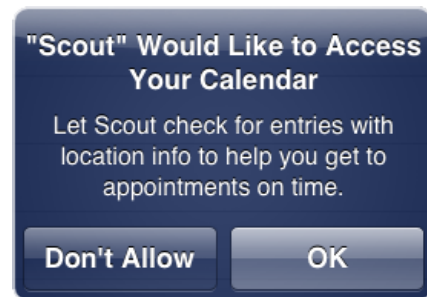 "Scout" Would Like to Access
Your Calendar
Let Scout check for entries with
location info to help you get to
appointments on time.
Don't Allow
OK